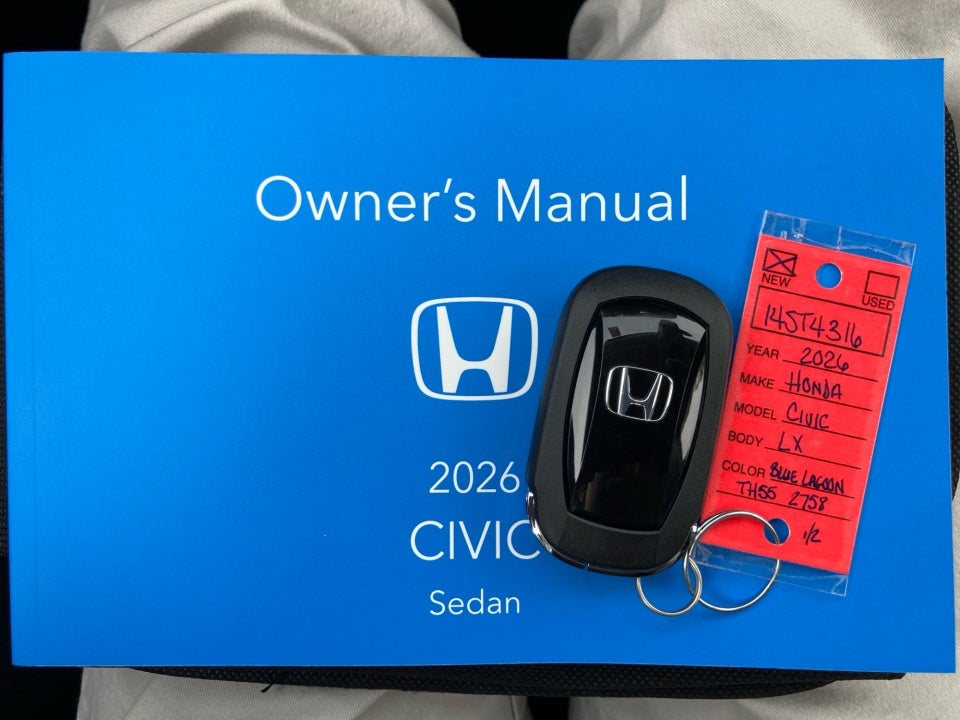 Owner's Manual
2026
CIVIC
Sedan
NEW
USED
14ST4316
YEAR 2026
MAKE HONDA
MODEL CIVIC
BODY LX
COLOR BLUE LAGOON
TH55 2758
1/2